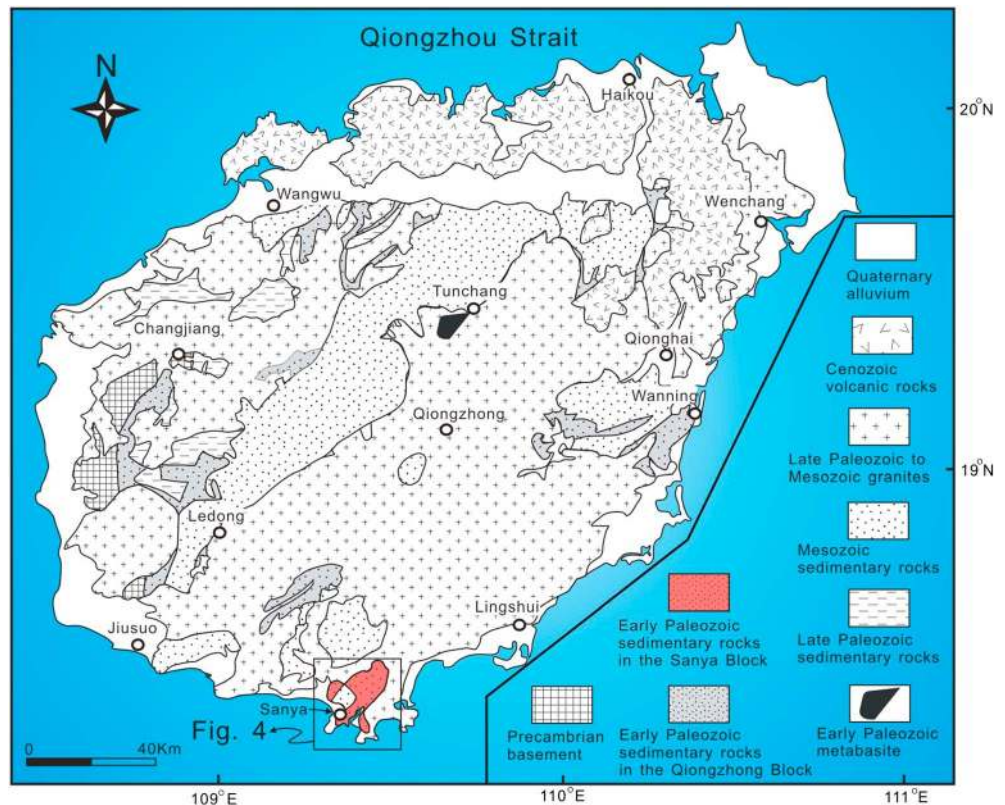 Qiongzhou Strait
N
Haikou
20°N
Wangwu
Wenchang
Quaternary
alluvium
Tunchang
Changjiang
Qionghai
Cenozoic
volcanic rocks
Wanning
Qiongzhong
Late Paleozoic to
Mesozoic granites
19°N
Ledong
Mesozoic
sedimentary rocks
Lingshui
Jiusuo
Early Paleozoic
sedimentary rocks
in the Sanya Block
Late Paleozoic
sedimentary rocks
Sanya
Fig. 4
0 40Km
Precambrian
basement
Early Paleozoic
sedimentary rocks
in the Qiongzhong Block
Early Paleozoic
metabasite
109°E
110°E
111°E